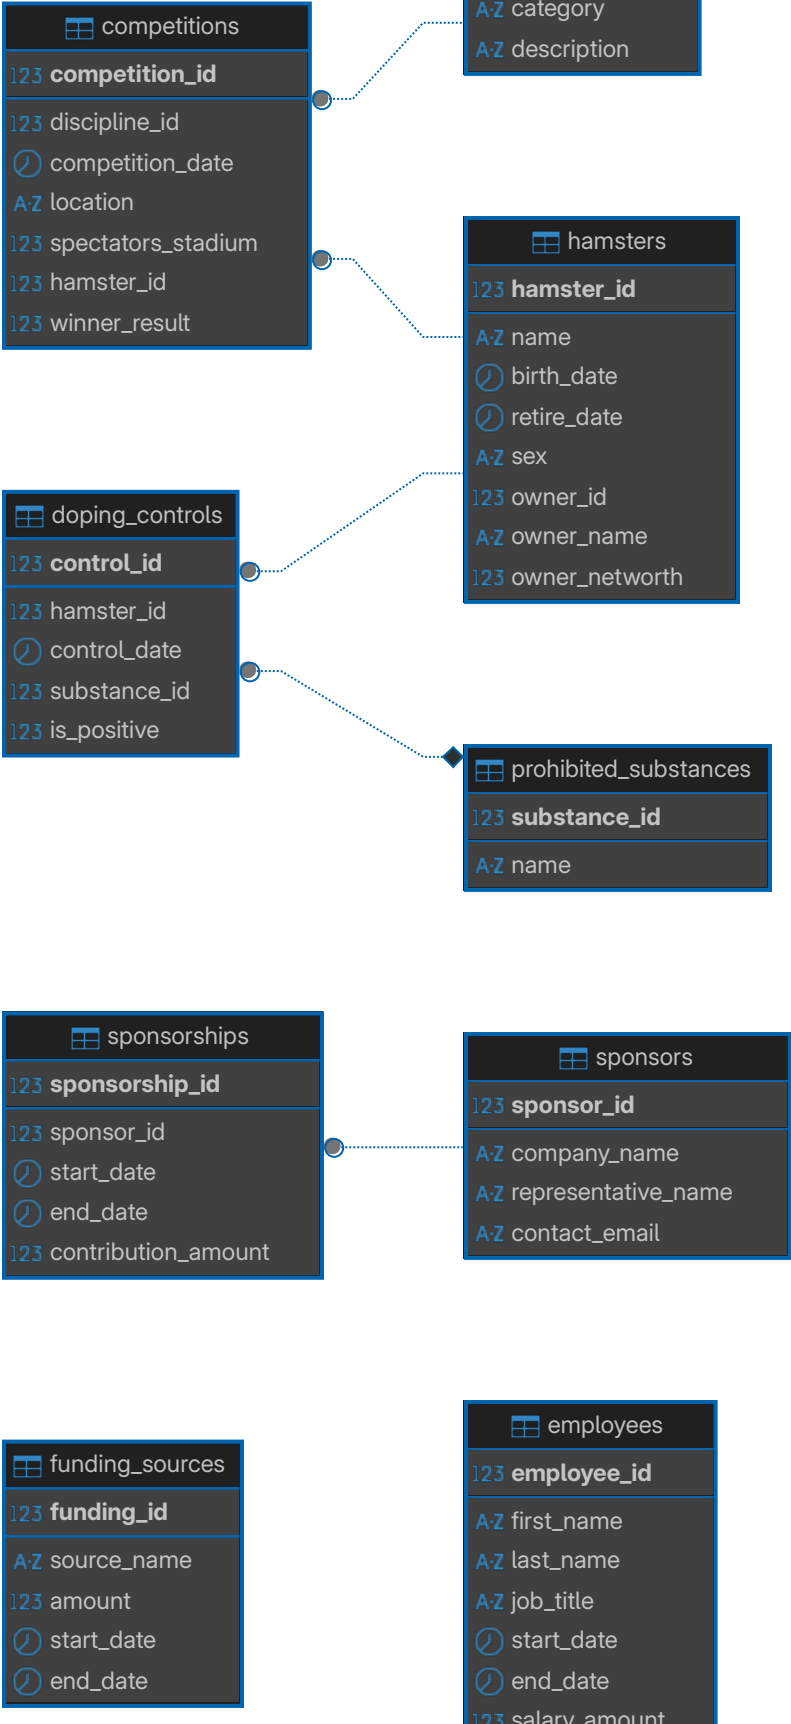 competitions
123 competition_id
123 discipline_id
competition_date
A-Z location
123 spectators_stadium
123 hamster_id
123 winner_result
A-Z category
A-Z description
hamsters
123 hamster_id
A-Z name
birth_date
retire_date
A-Z sex
123 owner_id
A-Z owner_name
123 owner_networth
doping_controls
123 control_id
123 hamster_id
control_date
123 substance_id
123 is_positive
prohibited_substances
123 substance_id
A-Z name
sponsorships
123 sponsorship_id
123 sponsor_id
start_date
end_date
123 contribution_amount
sponsors
123 sponsor_id
A-Z company_name
A-Z representative_name
A-Z contact_email
funding_sources
123 funding_id
A-Z source_name
123 amount
start_date
end_date
employees
123 employee_id
A-Z first_name
A-Z last_name
A-Z job_title
start_date
end_date
123 salary_amount